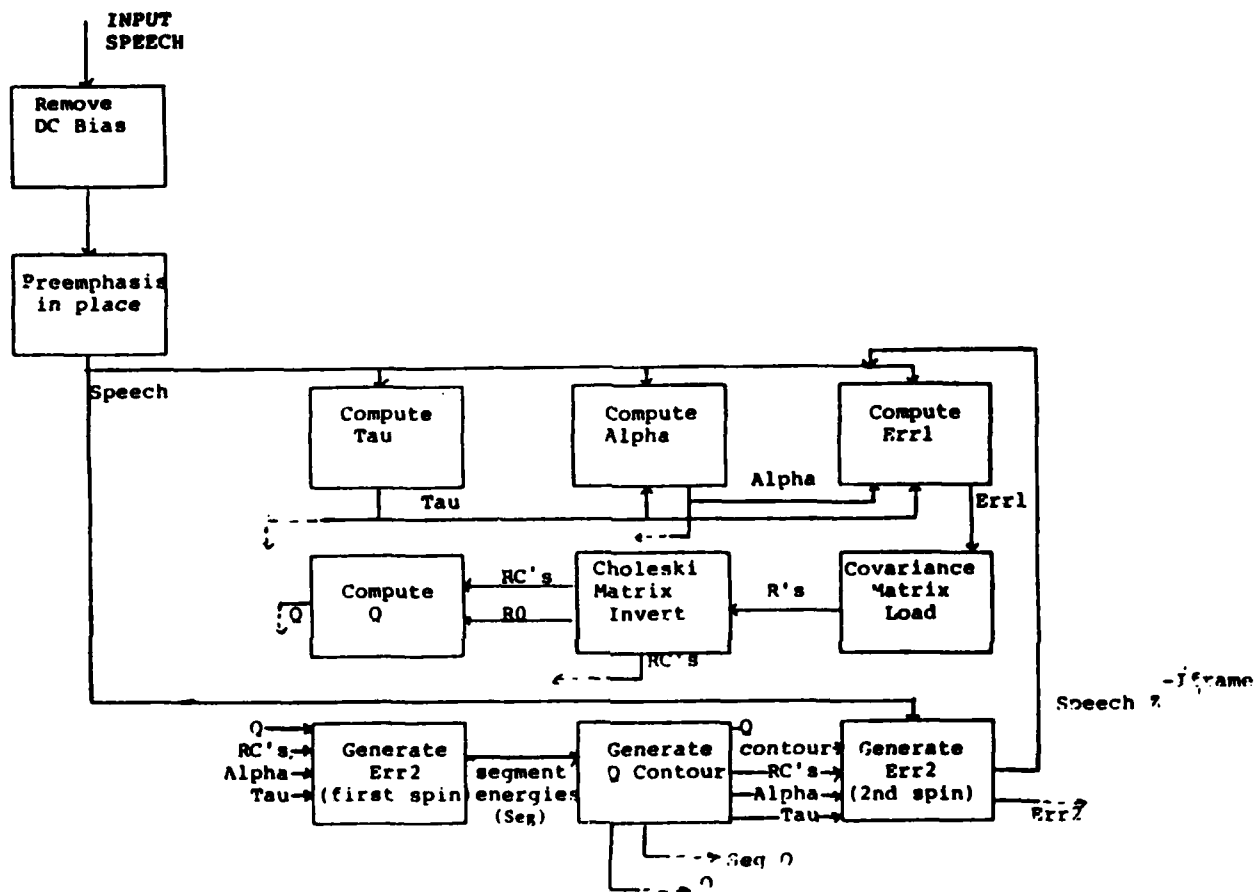 INPUT
SPEECH
Remove
DC Bias
Preemphasis
in place
Speech
Compute
Tau
Compute
Alpha
Compute
Err1
Tau
Alpha
Err1
Compute
Q
RC's
R0
Choleski
Matrix
Invert
R's
Covariance
Matrix
Load
Q
RC's
Speech Z
Q
RC's
Alpha
Tau
Generate
Err2
(first spin)
segment
energies
(Seg)
Generate
Q Contour
Q
contour
RC's
Alpha
Tau
Generate
Err2
(2nd spin)
Err2
Seg Q
Q